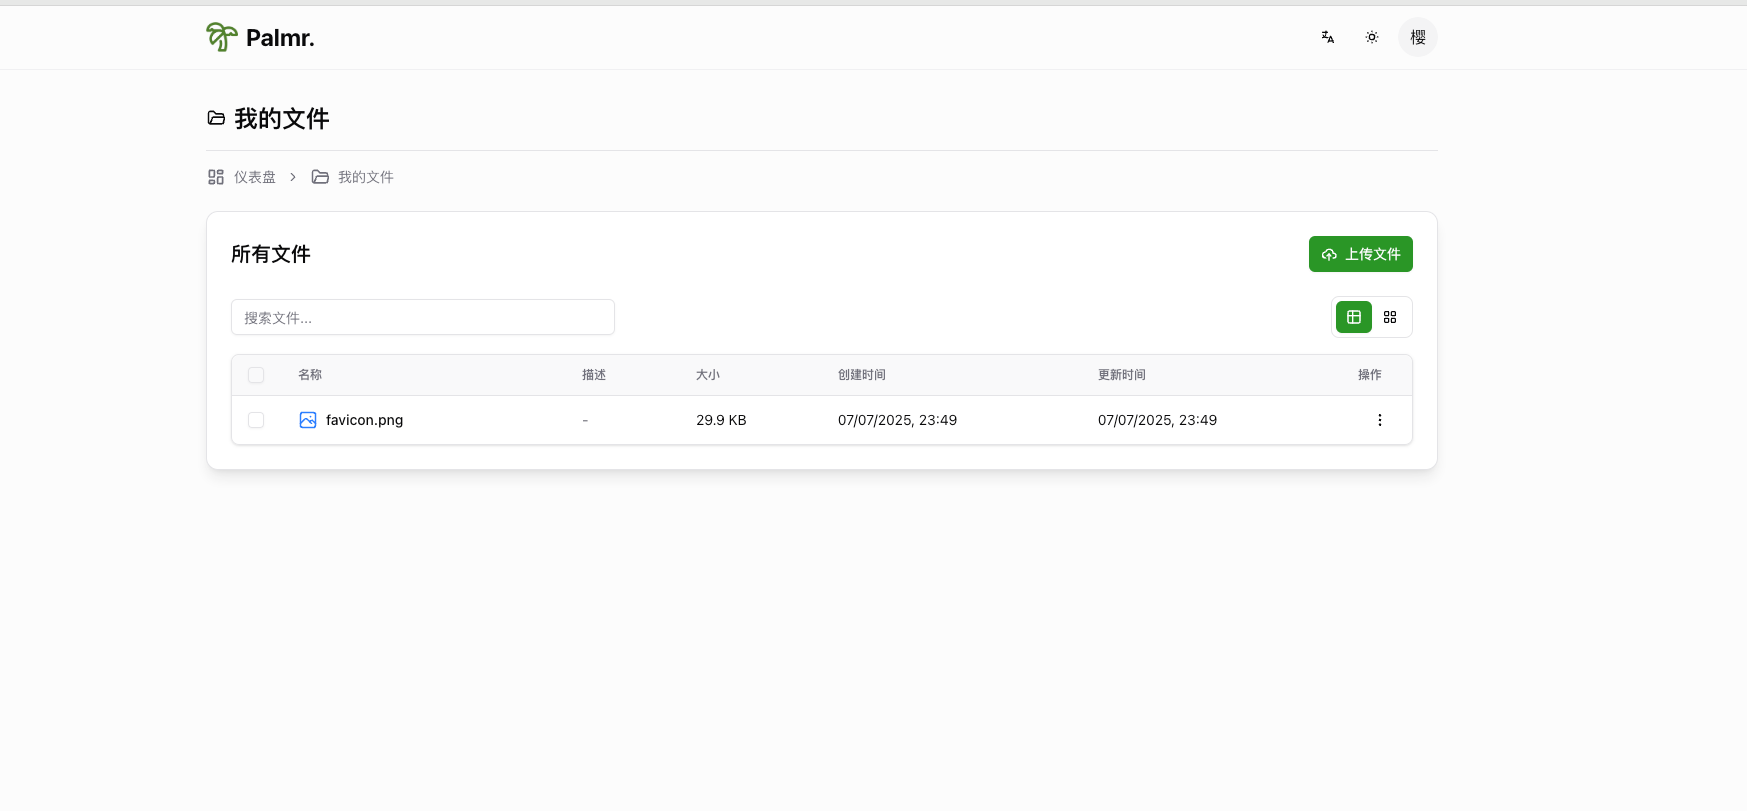 Palmr.
樱
我的文件
仪表盘 我的文件
所有文件
上传文件
搜索文件...
名称 描述 大小 创建时间 更新时间 操作
favicon.png - 29.9 KB 07/07/2025, 23:49 07/07/2025, 23:49